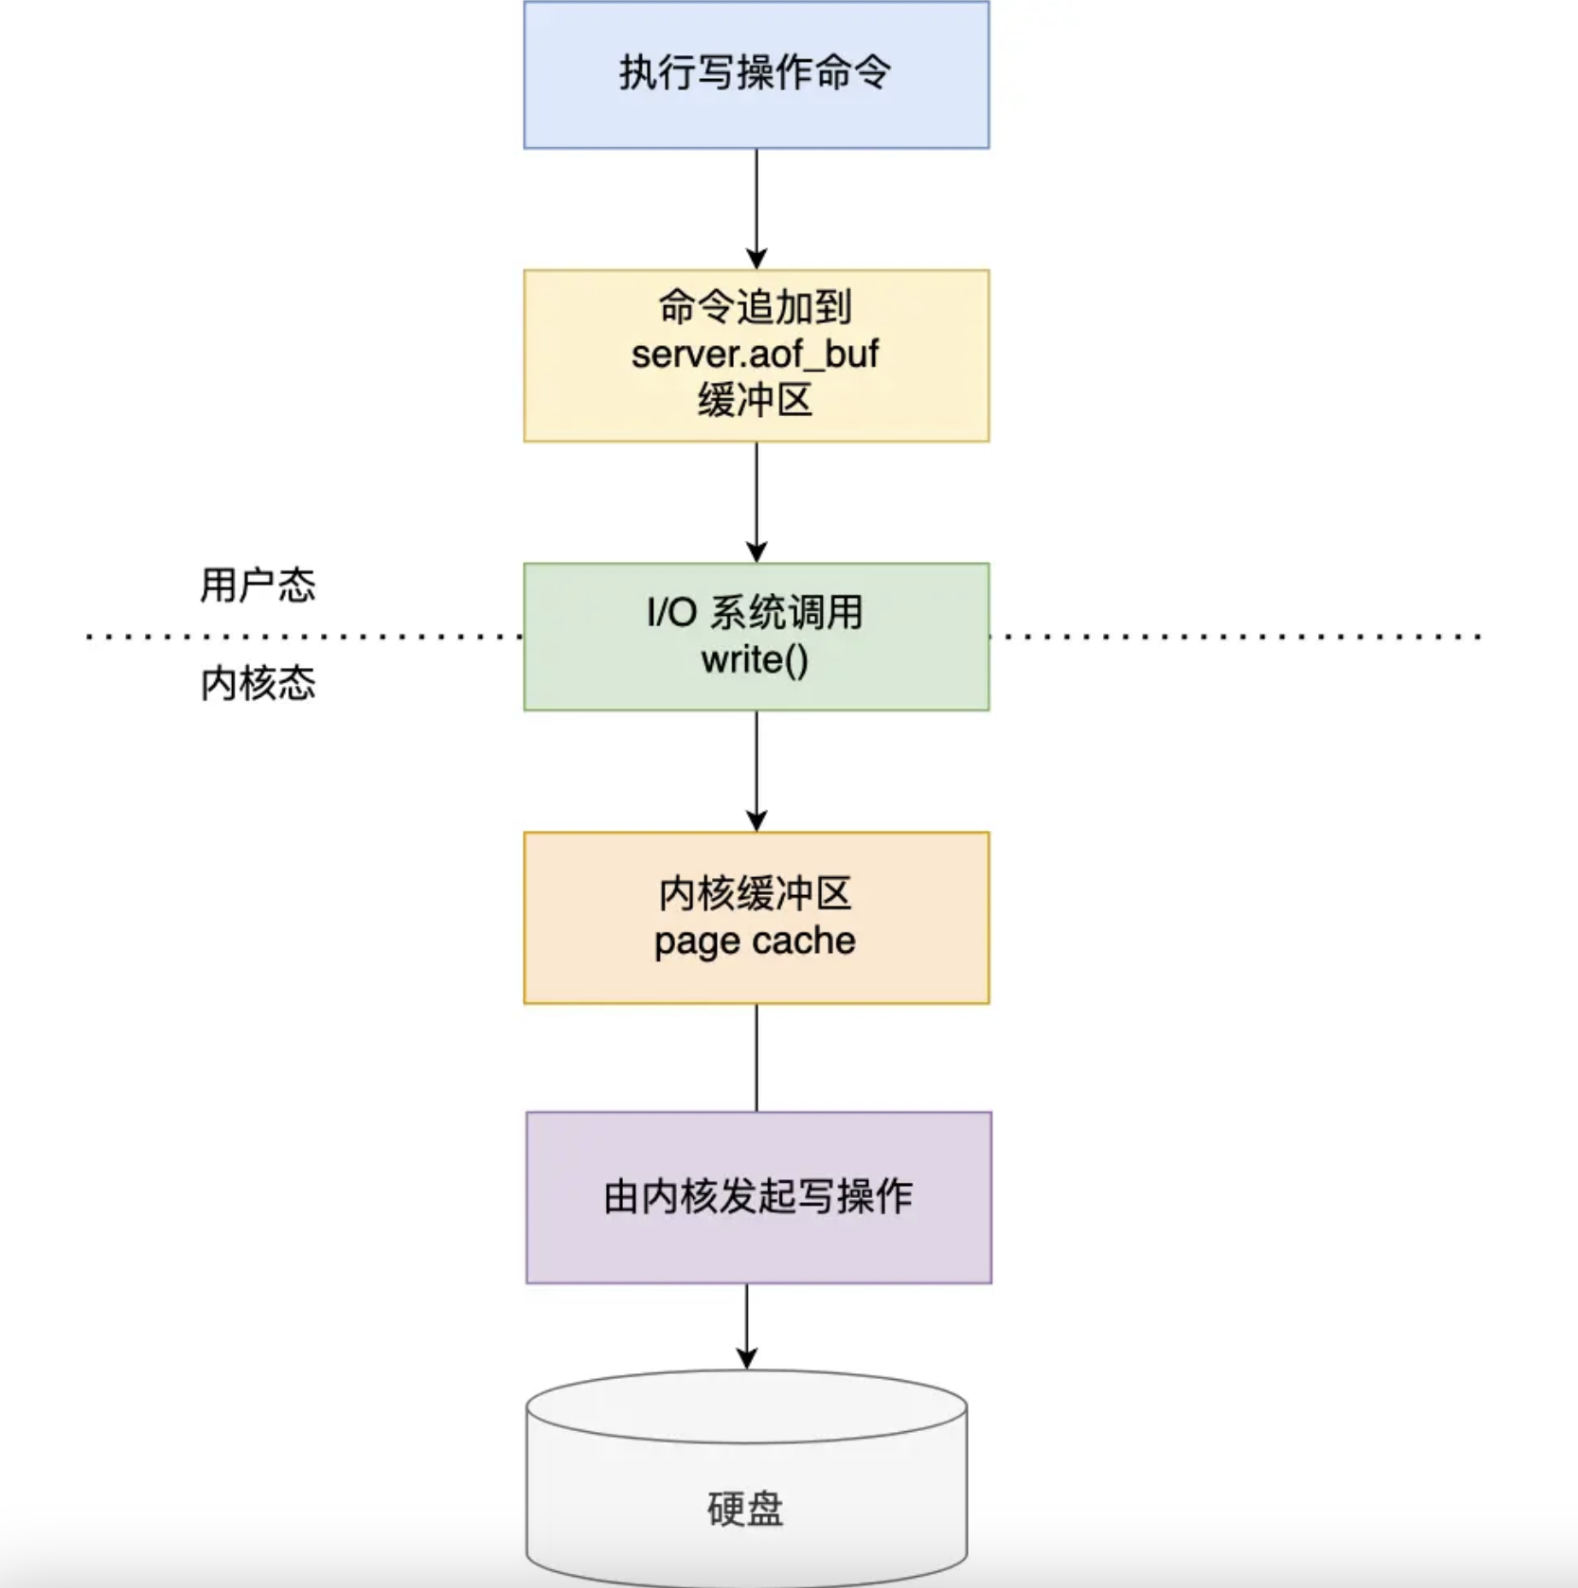 执行写操作命令
命令追加到
server.aof_buf
缓冲区
用户态
I/O 系统调用
write()
内核态
内核缓冲区
page cache
由内核发起写操作
硬盘